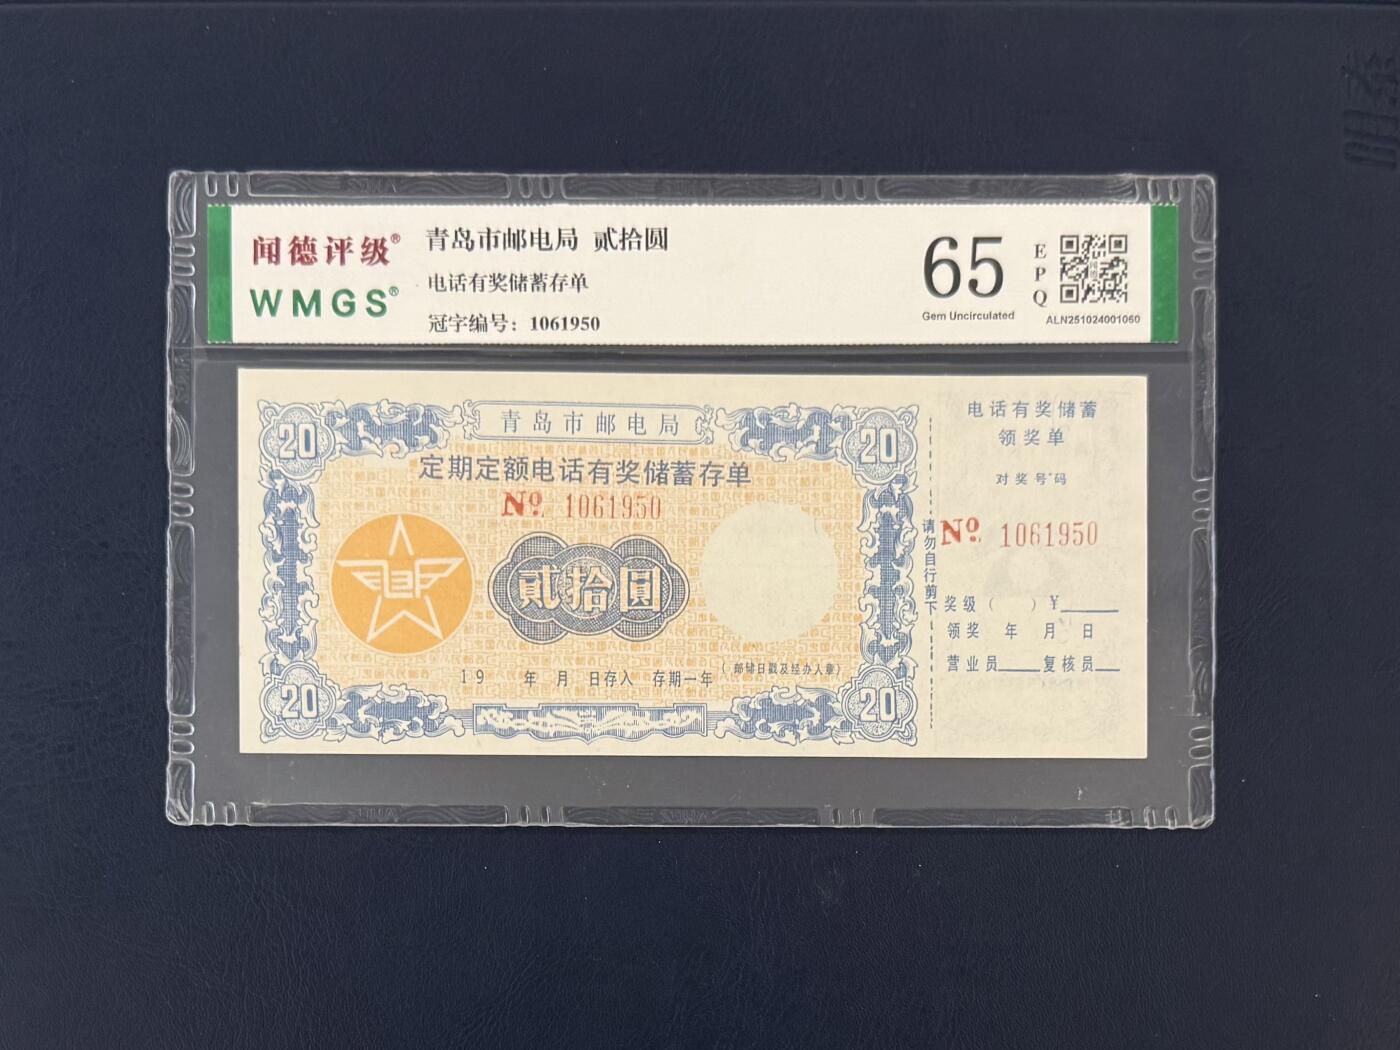 闻德评级®
WMGS®
青岛市邮电局 贰拾圆
电话有奖储蓄存单
冠字编号：1061950
65
Gem Uncirculated
EPQ
ALN251024001060
20
青岛市邮电局
20
定期定额电话有奖储蓄存单
No. 1061950
貳拾圓
19 年 月 日存入 存期一年
（邮储日戳及经办人章）
20
20
请勿自行剪下
电话有奖储蓄
领奖单
对奖号码
No. 1061950
奖级（ ）¥
领奖 年 月 日
营业员 复核员